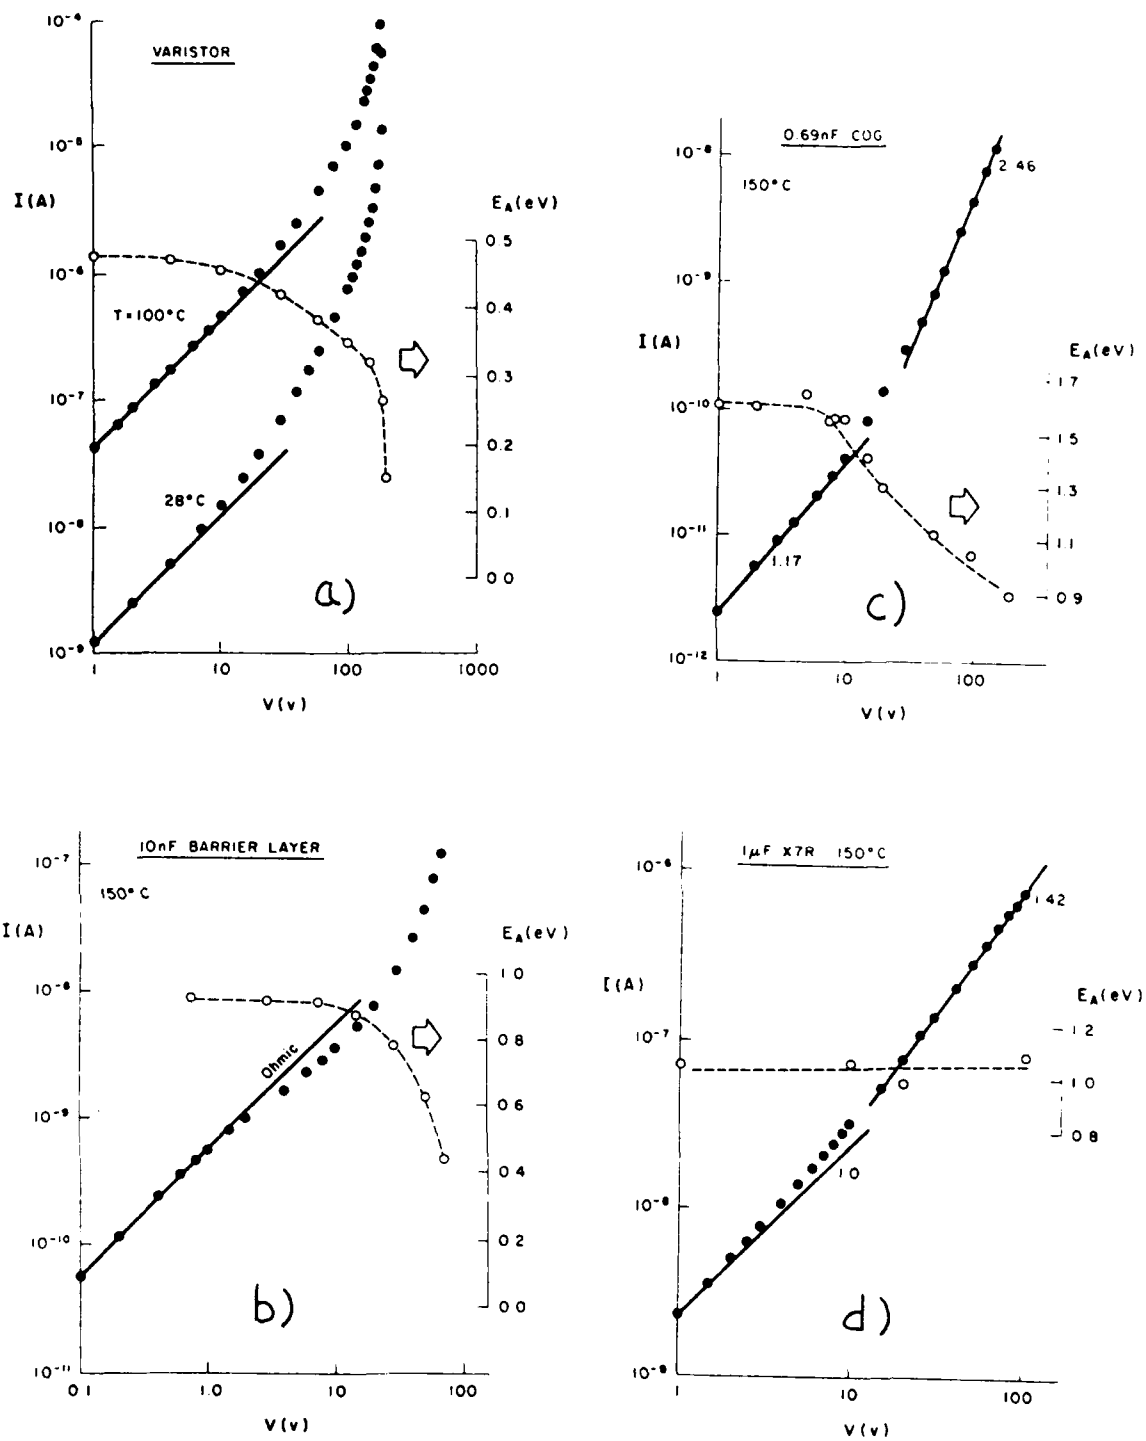 VARISTOR
10⁻⁴
10⁻⁵
10⁻⁶
10⁻⁷
10⁻⁸
10⁻⁹
I(A)
T=100°C
28°C
E_A(eV)
0.5
0.4
0.3
0.2
0.1
0.0
a)
1 10 100 1000
V(v)
0.69nF COG
150°C
10⁻⁸
10⁻⁹
10⁻¹⁰
10⁻¹¹
10⁻¹²
I(A)
2.46
1.17
E_A(eV)
1.7
1.5
1.3
1.1
0.9
c)
1 10 100
V(v)
10nF BARRIER LAYER
150°C
10⁻⁷
10⁻⁸
10⁻⁹
10⁻¹⁰
10⁻¹¹
I(A)
Ohmic
E_A(eV)
1.0
0.8
0.6
0.4
0.2
0.0
b)
0.1 1.0 10 100
V(v)
1μF X7R 150°C
10⁻⁶
10⁻⁷
10⁻⁸
10⁻⁹
I(A)
1.42
1.0
E_A(eV)
1.2
1.0
0.8
d)
1 10 100
V(v)